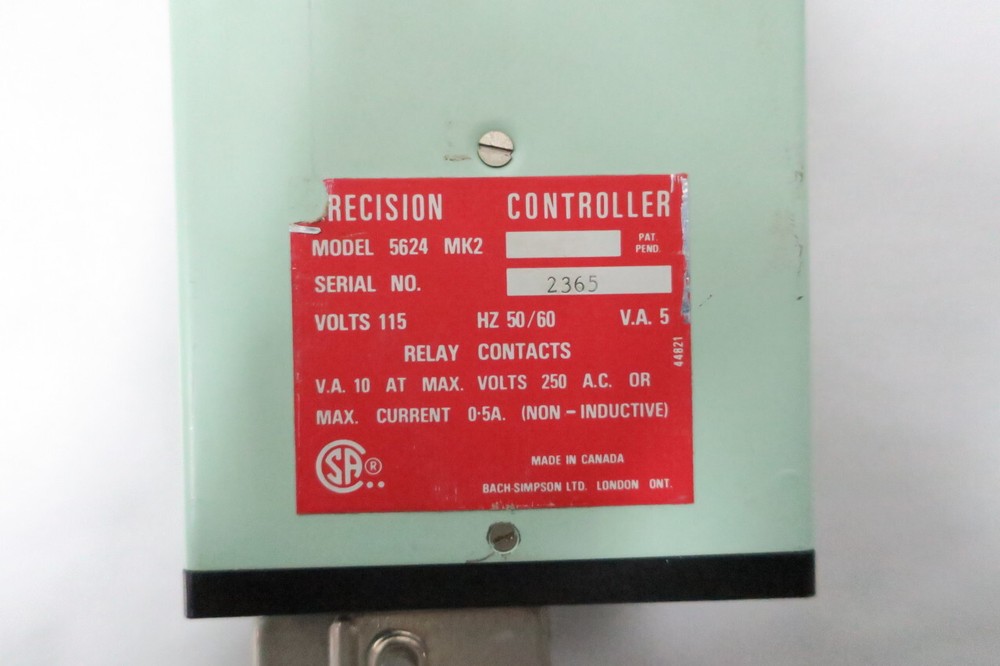 RECISION CONTROLLER
MODEL 5624 MK2 PAT. PEND.
SERIAL NO. 2365
VOLTS 115 HZ 50/60 V.A. 5
RELAY CONTACTS
44821
V.A. 10 AT MAX. VOLTS 250 A.C. OR
MAX. CURRENT 0·5A. (NON-INDUCTIVE)
CSA®
MADE IN CANADA
BACH-SIMPSON LTD. LONDON ONT.